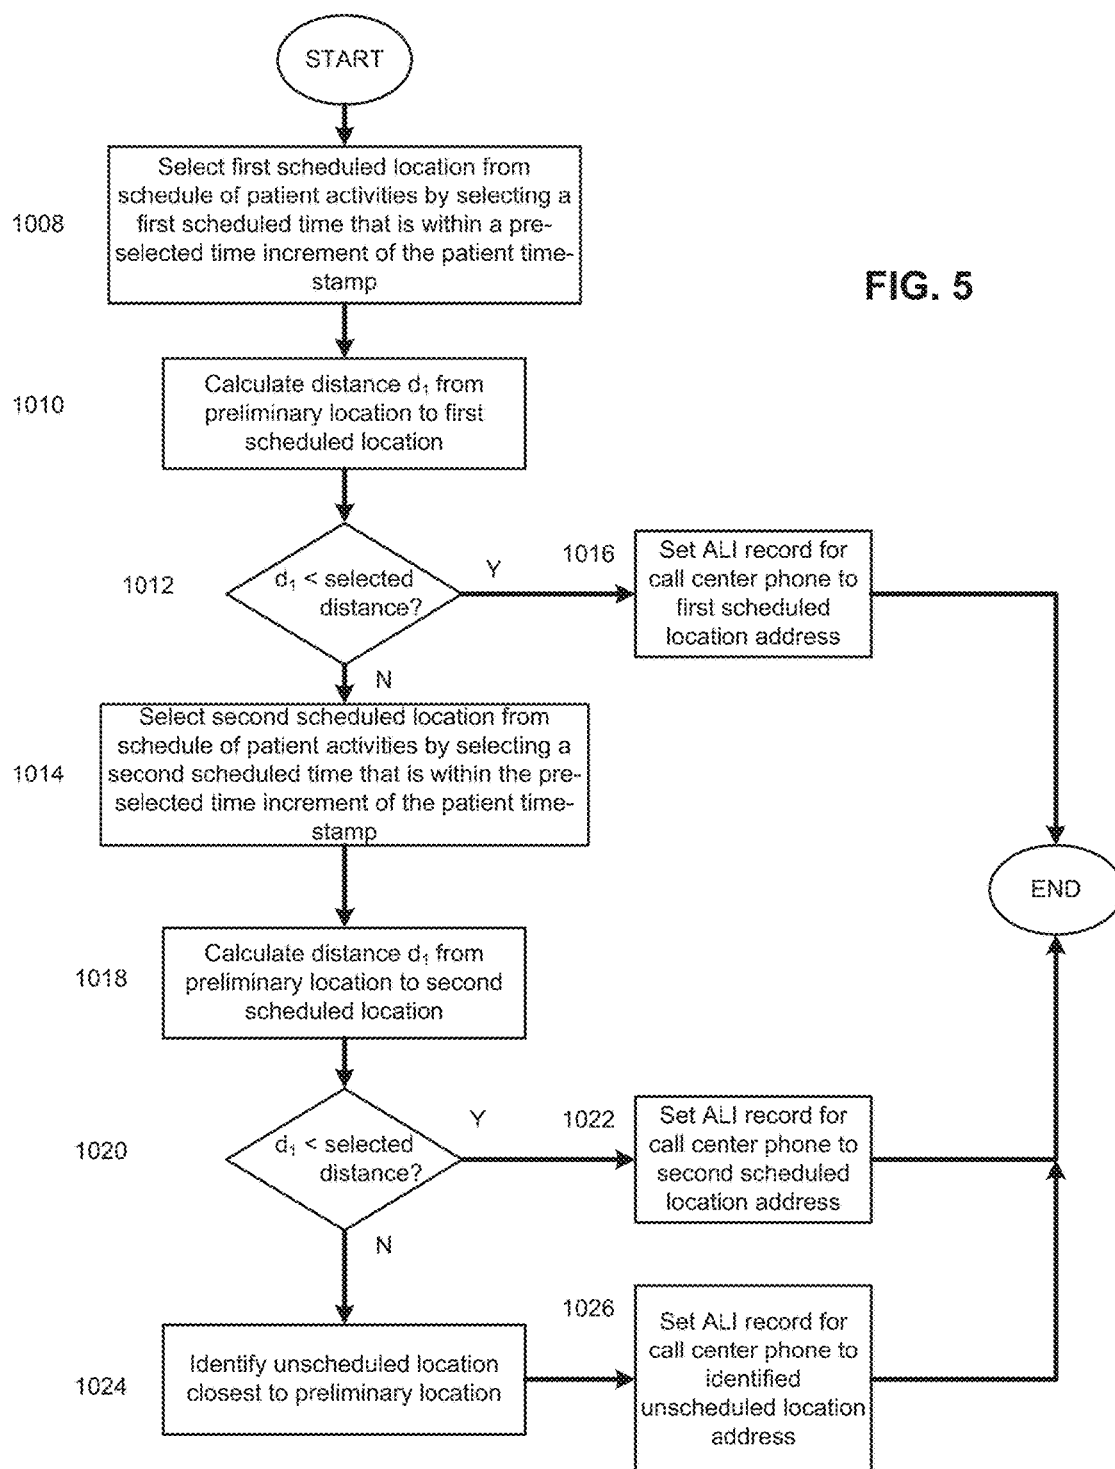 START
1008
Select first scheduled location from
schedule of patient activities by selecting a
first scheduled time that is within a pre-
selected time increment of the patient time-
stamp
FIG. 5
1010
Calculate distance d₁ from
preliminary location to first
scheduled location
1012
d₁ < selected
distance?
Y
N
1016
Set ALI record for
call center phone to
first scheduled
location address
1014
Select second scheduled location from
schedule of patient activities by selecting a
second scheduled time that is within the pre-
selected time increment of the patient time-
stamp
END
1018
Calculate distance d₁ from
preliminary location to second
scheduled location
1020
d₁ < selected
distance?
Y
N
1022
Set ALI record for
call center phone to
second scheduled
location address
1024
Identify unscheduled location
closest to preliminary location
1026
Set ALI record for
call center phone to
identified
unscheduled location
address